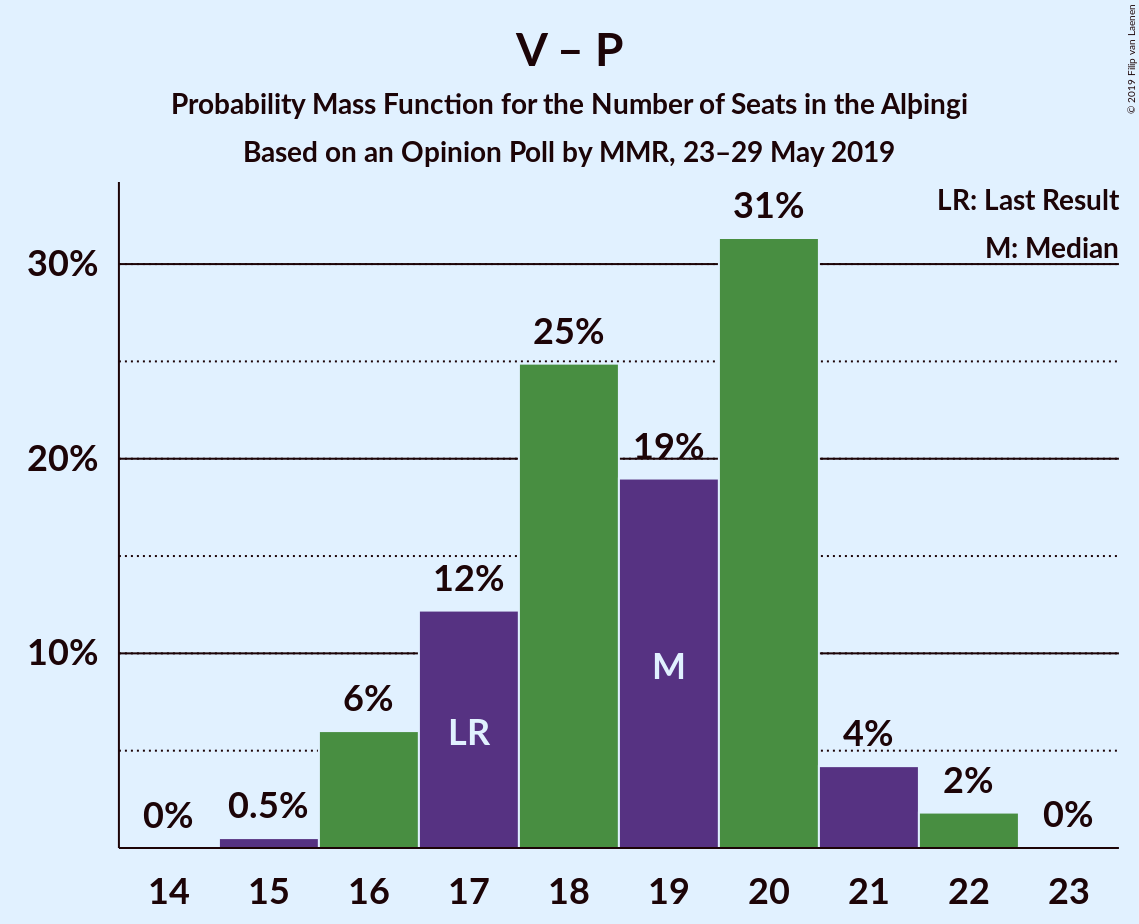 V – P
Probability Mass Function for the Number of Seats in the Alþingi
Based on an Opinion Poll by MMR, 23–29 May 2019
© 2019 Filip van Laenen
LR: Last Result
M: Median
30%
20%
10%
0%
0.5%
6%
12%
25%
19%
31%
4%
2%
0%
LR
M
14 15 16 17 18 19 20 21 22 23